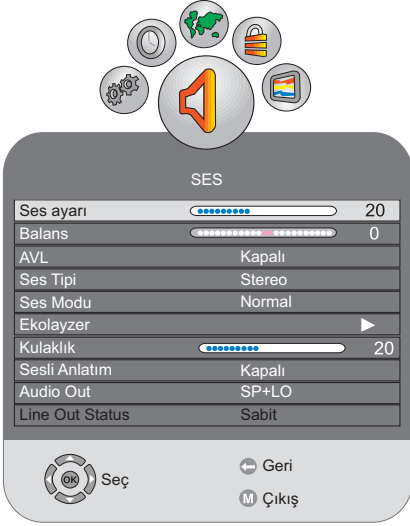 SES
Ses ayarı 20
Balans 0
AVL Kapalı
Ses Tipi Stereo
Ses Modu Normal
Ekolayzer
Kulaklık 20
Sesli Anlatım Kapalı
Audio Out SP+LO
Line Out Status Sabit
OK Seç
Geri
M Çıkış